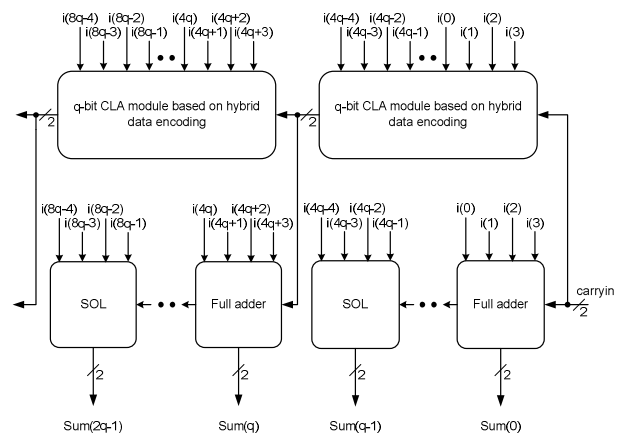 i(8q-4) i(8q-2) i(4q) i(4q+2) i(4q-4) i(4q-2) i(0) i(2)
i(8q-3) i(8q-1) i(4q+1) i(4q+3) i(4q-3) i(4q-1) i(1) i(3)
q-bit CLA module based on hybrid
data encoding
q-bit CLA module based on hybrid
data encoding
2
2
i(8q-4) i(8q-2) i(4q) i(4q+2) i(4q-4) i(4q-2) i(0) i(2)
i(8q-3) i(8q-1) i(4q+1) i(4q+3) i(4q-3) i(4q-1) i(1) i(3)
SOL
Full adder
SOL
Full adder
carryin
2
2
2
2
2
Sum(2q-1)
Sum(q)
Sum(q-1)
Sum(0)